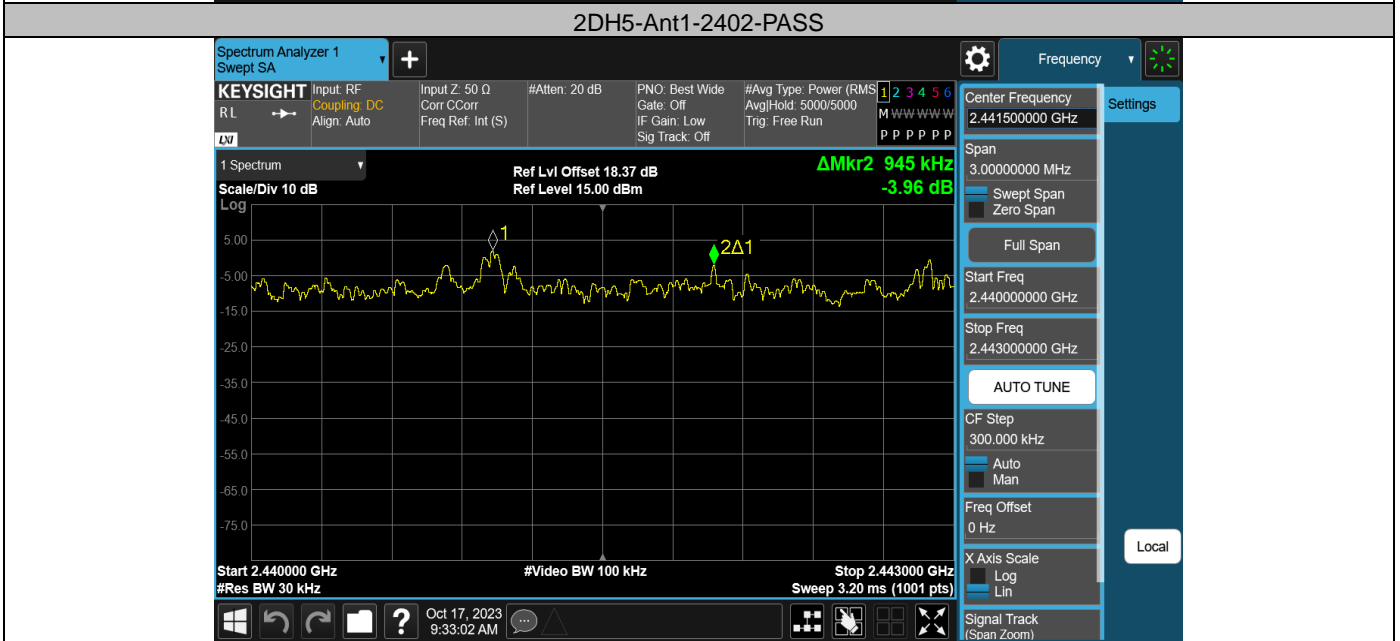 2DH5-Ant1-2402-PASS
Spectrum Analyzer 1
Swept SA
Frequency
KEYSIGHT
RL
LXI
Input: RF
Coupling: DC
Align: Auto
Input Z: 50 Ω
Corr CCorr
Freq Ref: Int (S)
#Atten: 20 dB
PNO: Best Wide
Gate: Off
IF Gain: Low
Sig Track: Off
#Avg Type: Power (RMS
Avg|Hold: 5000/5000
Trig: Free Run
1 2 3 4 5 6
M W W W W W
P P P P P P
1 Spectrum
Scale/Div 10 dB
Ref Lvl Offset 18.37 dB
Ref Level 15.00 dBm
ΔMkr2 945 kHz
-3.96 dB
Log
5.00
-5.00
-15.0
-25.0
-35.0
-45.0
-55.0
-65.0
-75.0
1
2Δ1
Start 2.440000 GHz
#Res BW 30 kHz
#Video BW 100 kHz
Stop 2.443000 GHz
Sweep 3.20 ms (1001 pts)
Oct 17, 2023
9:33:02 AM
Center Frequency
2.441500000 GHz
Span
3.00000000 MHz
Swept Span
Zero Span
Full Span
Start Freq
2.440000000 GHz
Stop Freq
2.443000000 GHz
AUTO TUNE
CF Step
300.000 kHz
Auto
Man
Freq Offset
0 Hz
X Axis Scale
Log
Lin
Signal Track
(Span Zoom)
Settings
Local